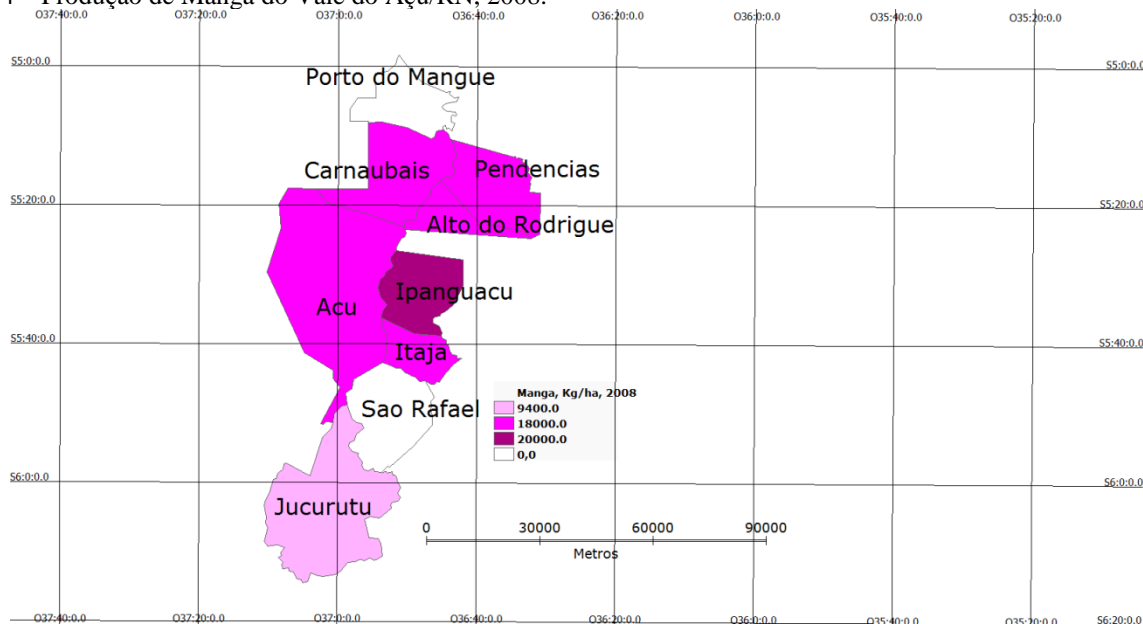 Produção de Manga do Vale do Açu/RN, 2008.
O37:40:0.0 O37:20:0.0 O37:0:0.0 O36:40:0.0 O36:20:0.0 O36:0:0.0 O35:40:0.0 O35:20:0.0
S5:0:0.0 S5:0:0.0
Porto do Mangue
Carnaubais Pendencias
S5:20:0.0 S5:20:0.0
Alto do Rodrigue
Ipanguacu
Acu
S5:40:0.0 S5:40:0.0
Itaja
Manga, Kg/ha, 2008
9400.0
18000.0
20000.0
0,0
Sao Rafael
S6:0:0.0 S6:0:0.0
Jucurutu
0 30000 60000 90000
Metros
O37:40:0.0 O37:20:0.0 O37:0:0.0 O36:40:0.0 O36:20:0.0 O36:0:0.0 O35:40:0.0 O35:20:0.0 S6:20:0.0